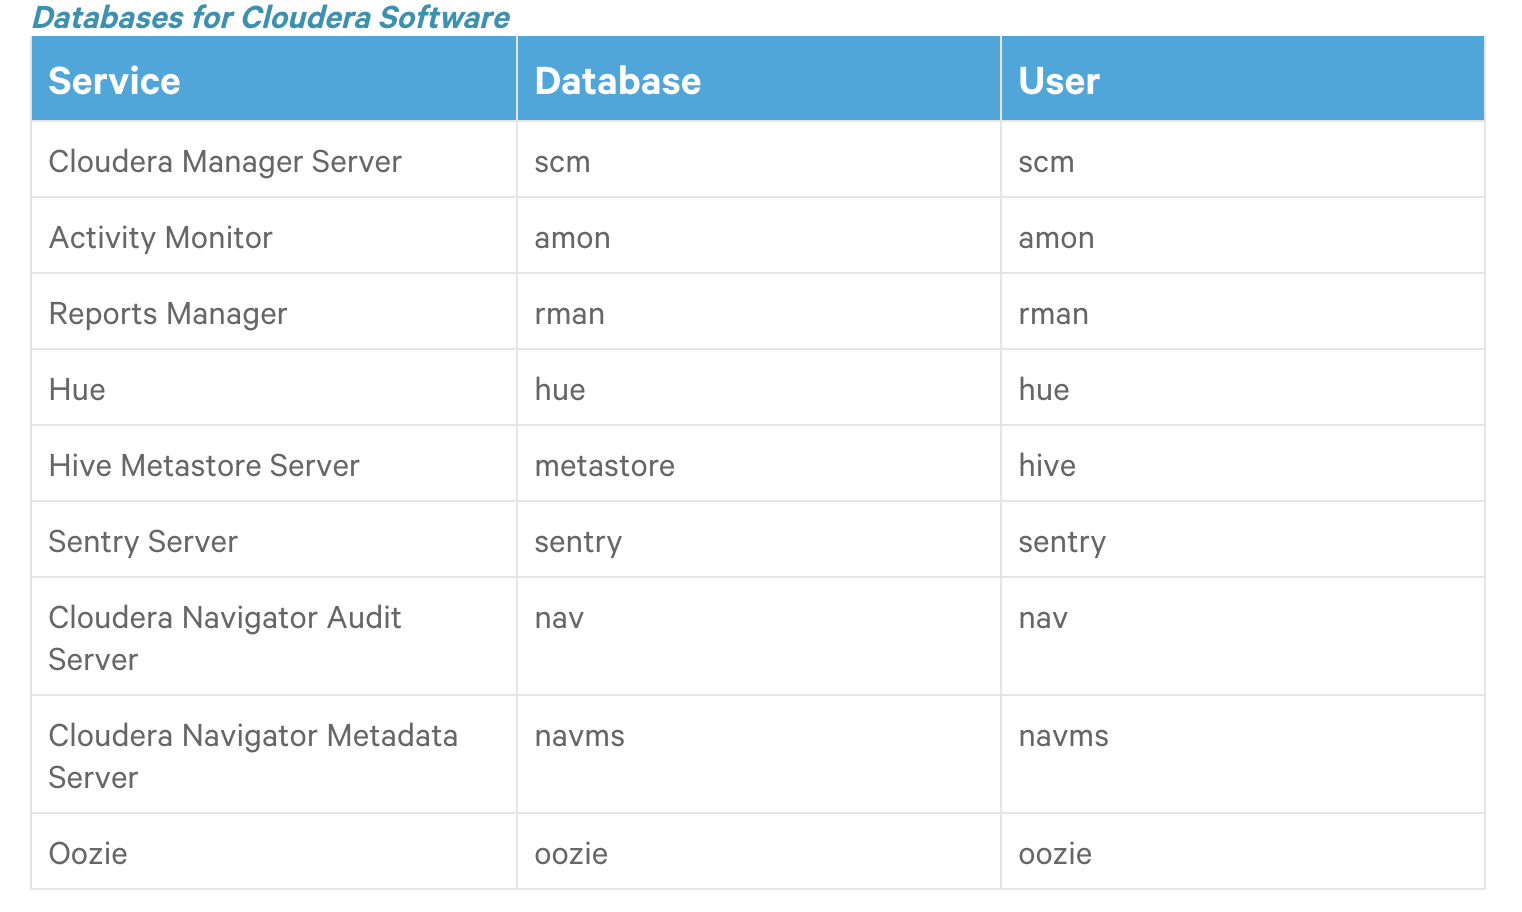 Databases for Cloudera Software
Service Database User
Cloudera Manager Server scm scm
Activity Monitor amon amon
Reports Manager rman rman
Hue hue hue
Hive Metastore Server metastore hive
Sentry Server sentry sentry
Cloudera Navigator Audit nav nav
Server
Cloudera Navigator Metadata navms navms
Server
Oozie oozie oozie